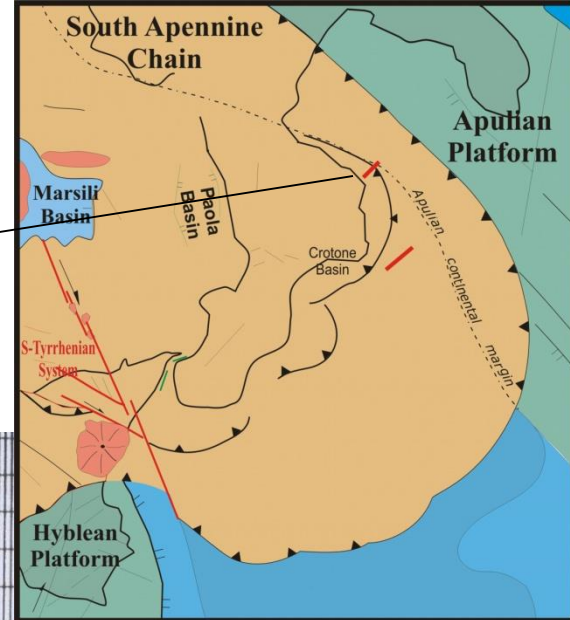 South Apennine
Chain
Apulian
Platform
Marsili
Basin
Paola
Basin
Crotone
Basin
Apulian
continental
margin
S-Tyrrhenian
System
Hyblean
Platform